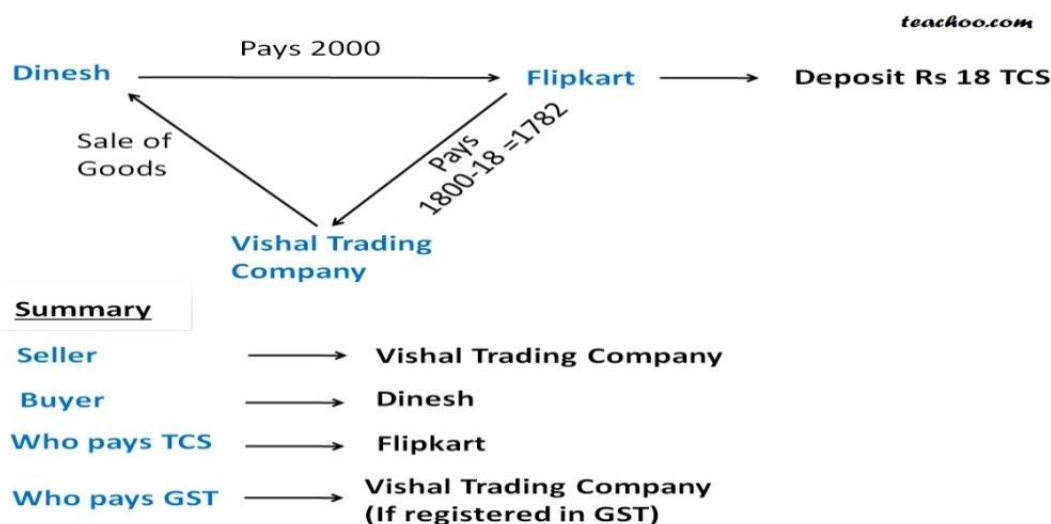 teachoo.com
Pays 2000
Dinesh
Flipkart
Deposit Rs 18 TCS
Sale of
Goods
Pays
1800-18 =1782
Vishal Trading
Company
Summary
Seller Vishal Trading Company
Buyer Dinesh
Who pays TCS Flipkart
Who pays GST Vishal Trading Company
(If registered in GST)